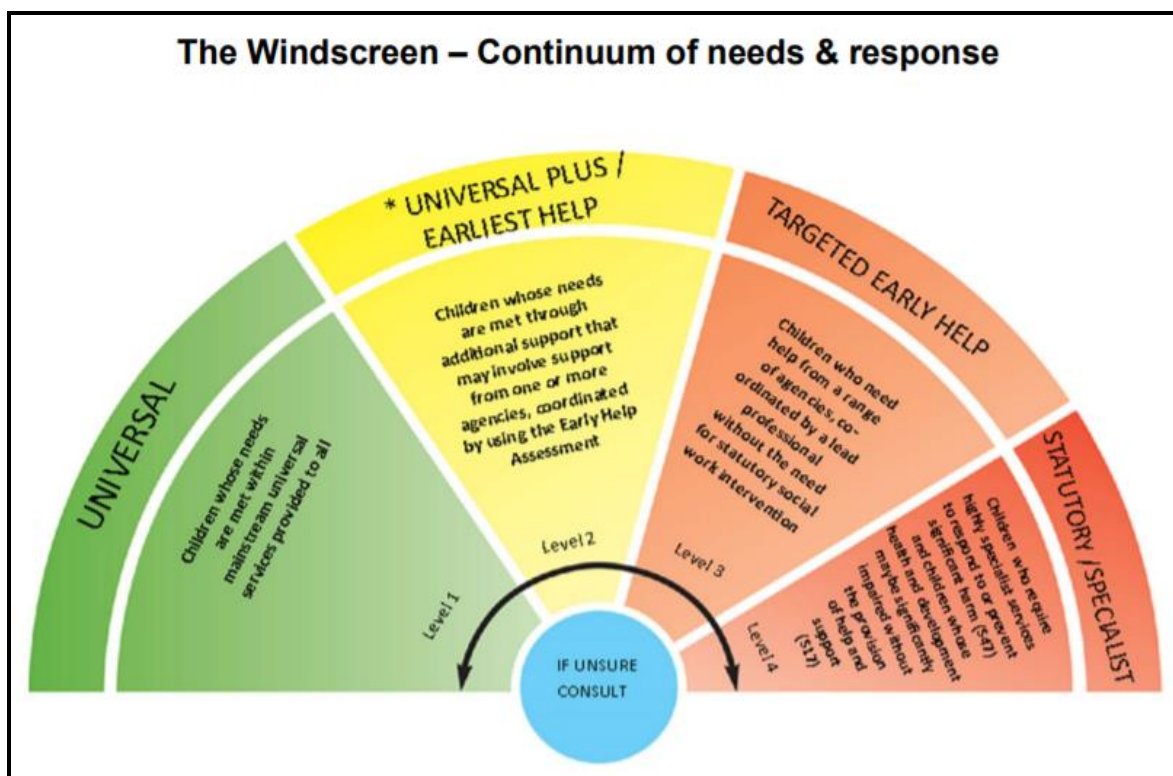 The Windscreen – Continuum of needs & response
UNIVERSAL
Children whose needs
are met within
mainstream universal
services provided to all
Level 1
* UNIVERSAL PLUS /
EARLIEST HELP
Children whose needs
are met through
additional support that
may involve support
from one or more
agencies, coordinated
by using the Early Help
Assessment
Level 2
TARGETED EARLY HELP
Children who need
help from a range
of agencies, co-
ordinated by a lead
professional
without the need
for statutory social
work intervention
Level 3
STATUTORY / SPECIALIST
Children who require
highly specialist services
to respond to or prevent
significant harm (S47)
and children whose
health and development
maybe significantly
impaired without
the provision
of help and
support
(S17)
Level 4
IF UNSURE
CONSULT